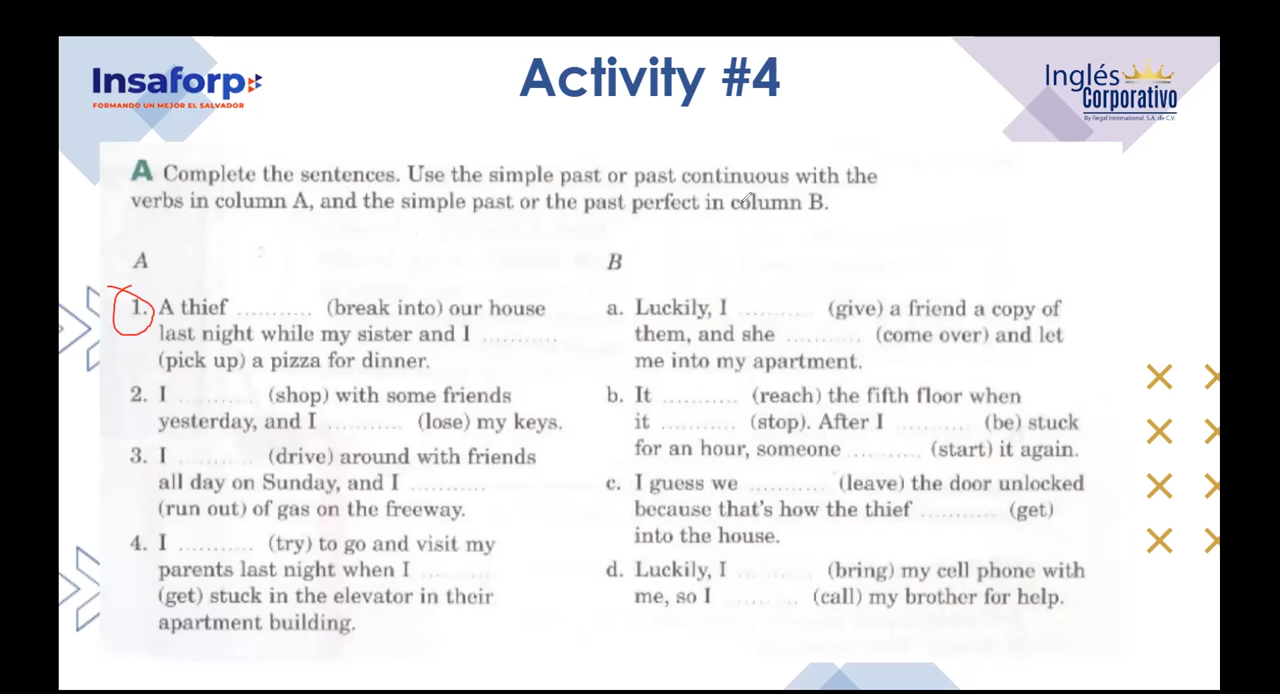 Insaforp
FORMANDO UN MEJOR EL SALVADOR
Activity #4
Inglés
Corporativo
By Regal International, S.A. de C.V.
A Complete the sentences. Use the simple past or past continuous with the
verbs in column A, and the simple past or the past perfect in column B.
A
1. A thief ........... (break into) our house
last night while my sister and I ...........
(pick up) a pizza for dinner.
2. I ........... (shop) with some friends
yesterday, and I ........... (lose) my keys.
3. I ........... (drive) around with friends
all day on Sunday, and I ...........
(run out) of gas on the freeway.
4. I ........... (try) to go and visit my
parents last night when I ...........
(get) stuck in the elevator in their
apartment building.
B
a. Luckily, I ........... (give) a friend a copy of
them, and she ........... (come over) and let
me into my apartment.
b. It ........... (reach) the fifth floor when
it ........... (stop). After I ........... (be) stuck
for an hour, someone ........... (start) it again.
c. I guess we ........... (leave) the door unlocked
because that's how the thief ........... (get)
into the house.
d. Luckily, I ........... (bring) my cell phone with
me, so I ........... (call) my brother for help.